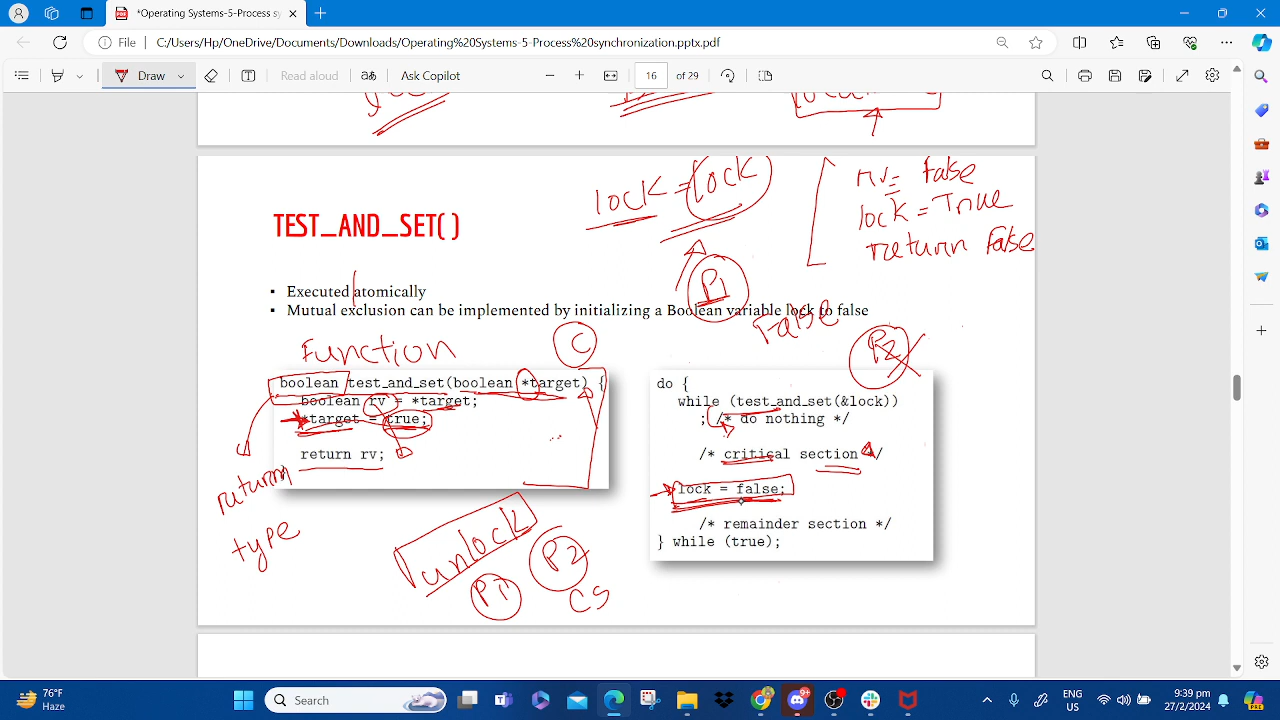 *Operating Systems-5-Process sy
File
C:/Users/Hp/OneDrive/Documents/Downloads/Operating%20Systems-5-Process%20synchronization.pptx.pdf
Draw
Read aloud
Ask Copilot
16
of 29
lock = lock
rv = False
lock = True
return False
TEST_AND_SET( )
Executed atomically
P1
Mutual exclusion can be implemented by initializing a Boolean variable lock to false
False
P2
Function
C
boolean test_and_set(boolean *target) {
boolean rv = *target;
*target = true;
return rv;
return
type
do {
while (test_and_set(&lock))
; /* do nothing */
/* critical section */
lock = false;
/* remainder section */
} while (true);
unlock
P1
P2
CS
76°F
Haze
Search
ENG
US
9:39 pm
27/2/2024